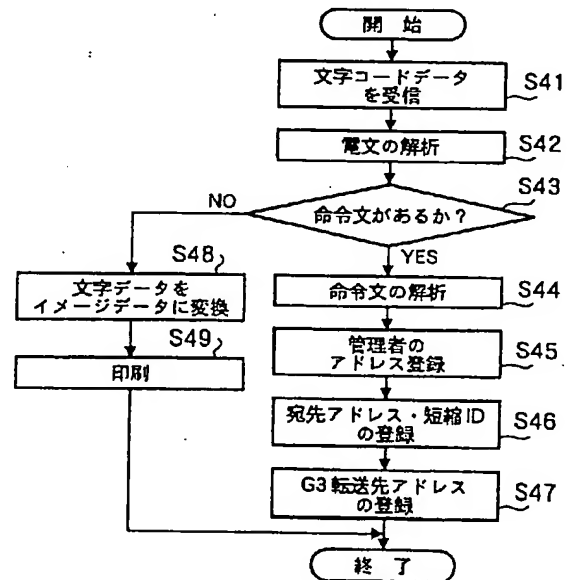 開 始
文字コードデータ
を受信
S41
電文の解析
S42
命令文があるか？
S43
NO
YES
S48
文字データを
イメージデータに変換
S49
印刷
命令文の解析
S44
管理者の
アドレス登録
S45
宛先アドレス・短縮ID
の登録
S46
G3転送先アドレス
の登録
S47
終 了